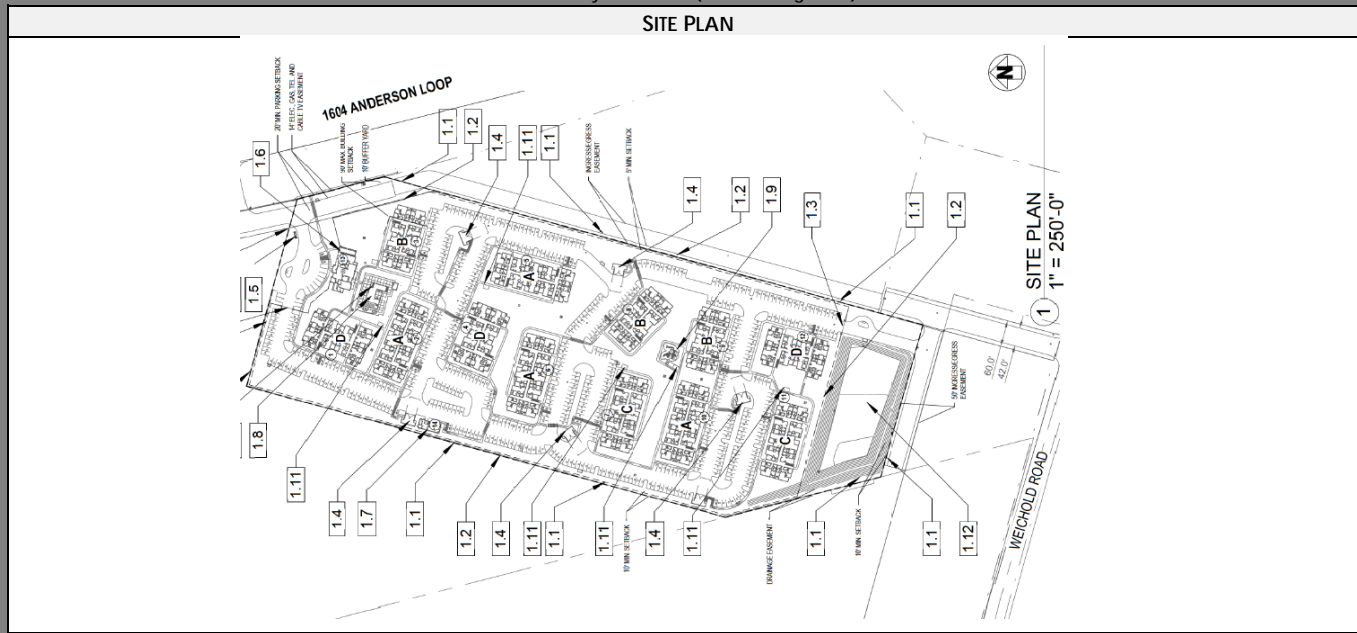 SITE PLAN
20' MIN. PARKING SETBACK
14' ELEC, GAS, TEL. AND
CABLE TV EASEMENT
1604 ANDERSON LOOP
BUILDING
SETBACK
10' BUFFER YARD
1.6
1.1
1.2
1.4
1.11
1.1
INGRESS/EGRESS
EASEMENT
5' MIN. SETBACK
1.4
1.2
1.9
1.3
1.1
1.2
N
1.5
B
D
A
A
D
A
B
B
C
A
D
C
1
SITE PLAN
1" = 250'-0"
60.0'
42.0'
50' INGRESS/EGRESS
EASEMENT
WEICHOLD ROAD
1.8
1.11
1.4
1.7
1.1
1.2
1.4
1.11
1.1
1.11
10' MIN. SETBACK
1.4
1.11
DRAINAGE EASEMENT
1.1
10' MIN. SETBACK
1.1
1.12